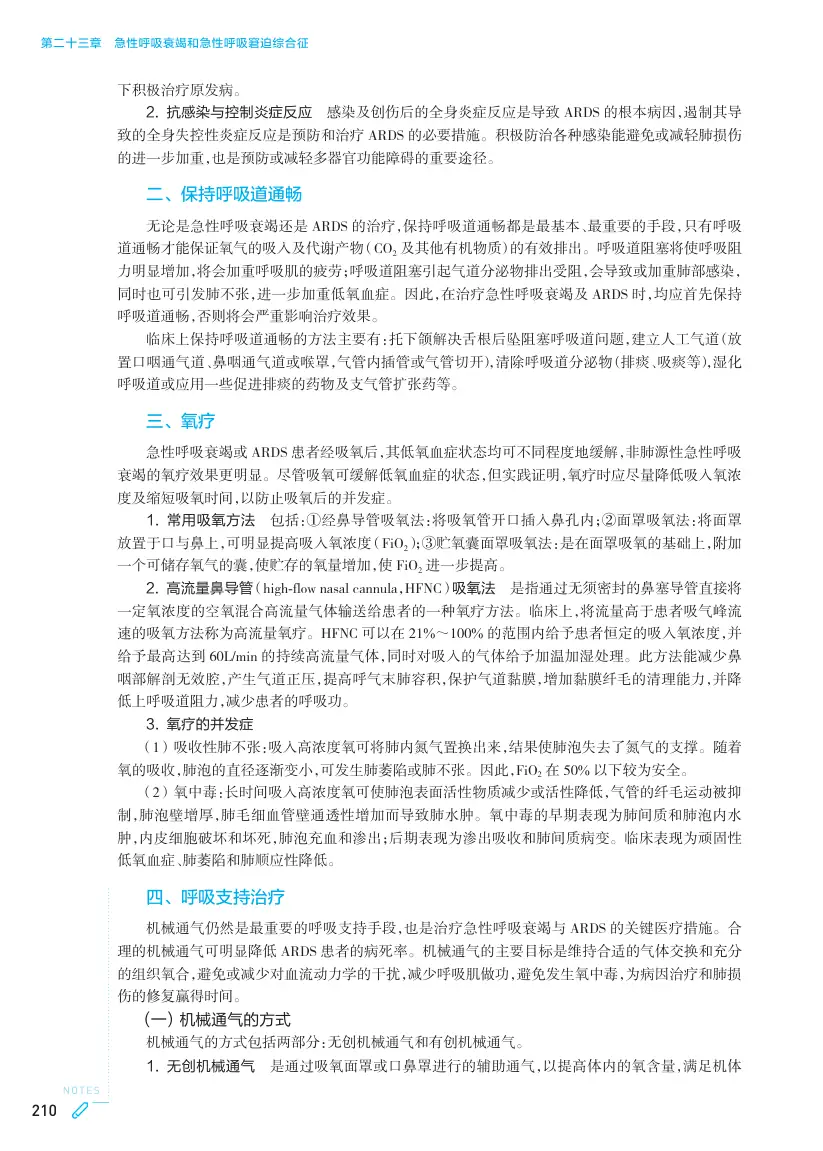 第二十三章 急性呼吸衰竭和急性呼吸窘迫综合征
下积极治疗原发病。
2. 抗感染与控制炎症反应 感染及创伤后的全身炎症反应是导致 ARDS 的根本病因,遏制其导
致的全身失控性炎症反应是预防和治疗 ARDS 的必要措施。积极防治各种感染能避免或减轻肺损伤
的进一步加重,也是预防或减轻多器官功能障碍的重要途径。
二、保持呼吸道通畅
无论是急性呼吸衰竭还是 ARDS 的治疗,保持呼吸道通畅都是最基本、最重要的手段,只有呼吸
道通畅才能保证氧气的吸入及代谢产物(CO₂ 及其他有机物质)的有效排出。呼吸道阻塞将使呼吸阻
力明显增加,将会加重呼吸肌的疲劳;呼吸道阻塞引起气道分泌物排出受阻,会导致或加重肺部感染,
同时也可引发肺不张,进一步加重低氧血症。因此,在治疗急性呼吸衰竭及 ARDS 时,均应首先保持
呼吸道通畅,否则将会严重影响治疗效果。
临床上保持呼吸道通畅的方法主要有:托下颌解决舌根后坠阻塞呼吸道问题,建立人工气道(放
置口咽通气道、鼻咽通气道或喉罩,气管内插管或气管切开),清除呼吸道分泌物(排痰、吸痰等),湿化
呼吸道或应用一些促进排痰的药物及支气管扩张药等。
三、氧疗
急性呼吸衰竭或 ARDS 患者经吸氧后,其低氧血症状态均可不同程度地缓解,非肺源性急性呼吸
衰竭的氧疗效果更明显。尽管吸氧可缓解低氧血症的状态,但实践证明,氧疗时应尽量降低吸入氧浓
度及缩短吸氧时间,以防止吸氧后的并发症。
1. 常用吸氧方法 包括:①经鼻导管吸氧法:将吸氧管开口插入鼻孔内;②面罩吸氧法:将面罩
放置于口与鼻上,可明显提高吸入氧浓度(FiO₂);③贮氧囊面罩吸氧法:是在面罩吸氧的基础上,附加
一个可储存氧气的囊,使贮存的氧量增加,使 FiO₂ 进一步提高。
2. 高流量鼻导管(high-flow nasal cannula,HFNC)吸氧法 是指通过无须密封的鼻塞导管直接将
一定氧浓度的空氧混合高流量气体输送给患者的一种氧疗方法。临床上,将流量高于患者吸气峰流
速的吸氧方法称为高流量氧疗。HFNC 可以在 21%～100% 的范围内给予患者恒定的吸入氧浓度,并
给予最高达到 60L/min 的持续高流量气体,同时对吸入的气体给予加温加湿处理。此方法能减少鼻
咽部解剖无效腔,产生气道正压,提高呼气末肺容积,保护气道黏膜,增加黏膜纤毛的清理能力,并降
低上呼吸道阻力,减少患者的呼吸功。
3. 氧疗的并发症
(1)吸收性肺不张:吸入高浓度氧可将肺内氮气置换出来,结果使肺泡失去了氮气的支撑。随着
氧的吸收,肺泡的直径逐渐变小,可发生肺萎陷或肺不张。因此,FiO₂ 在 50% 以下较为安全。
(2)氧中毒:长时间吸入高浓度氧可使肺泡表面活性物质减少或活性降低,气管的纤毛运动被抑
制,肺泡壁增厚,肺毛细血管壁通透性增加而导致肺水肿。氧中毒的早期表现为肺间质和肺泡内水
肿,内皮细胞破坏和坏死,肺泡充血和渗出;后期表现为渗出吸收和肺间质病变。临床表现为顽固性
低氧血症、肺萎陷和肺顺应性降低。
四、呼吸支持治疗
机械通气仍然是最重要的呼吸支持手段,也是治疗急性呼吸衰竭与 ARDS 的关键医疗措施。合
理的机械通气可明显降低 ARDS 患者的病死率。机械通气的主要目标是维持合适的气体交换和充分
的组织氧合,避免或减少对血流动力学的干扰,减少呼吸肌做功,避免发生氧中毒,为病因治疗和肺损
伤的修复赢得时间。
(一)机械通气的方式
机械通气的方式包括两部分:无创机械通气和有创机械通气。
1. 无创机械通气 是通过吸氧面罩或口鼻罩进行的辅助通气,以提高体内的氧含量,满足机体
NOTES
210